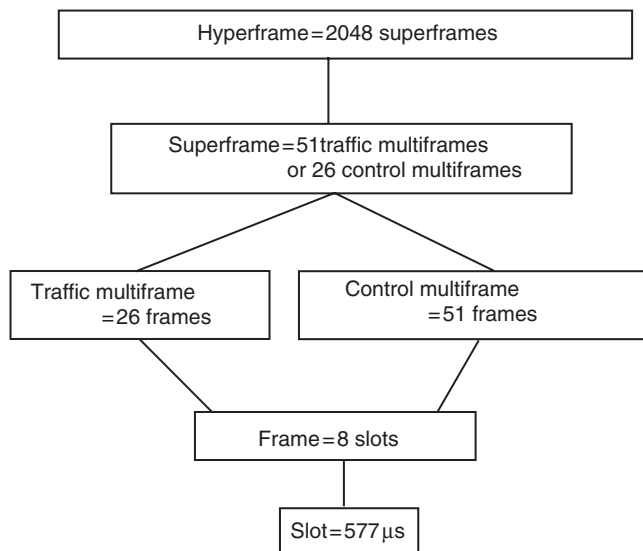 Hyperframe=2048 superframes
Superframe=51traffic multiframes
or 26 control multiframes
Traffic multiframe
=26 frames
Control multiframe
=51 frames
Frame=8 slots
Slot=577μs